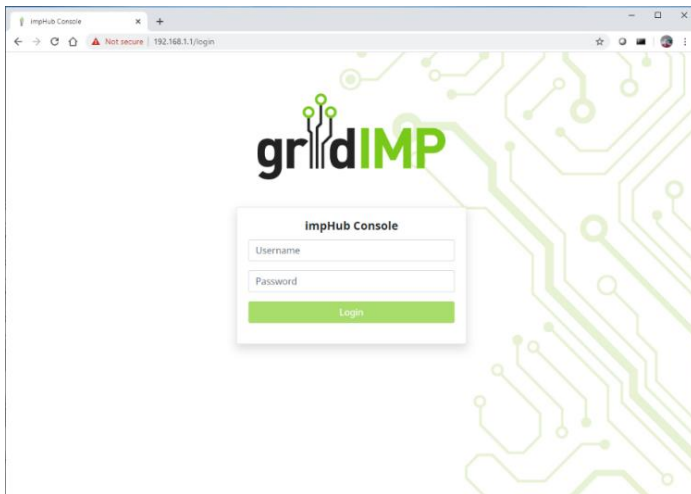 impHub Console
Not secure | 192.168.1.1/login
gridIMP
impHub Console
Username
Password
Login